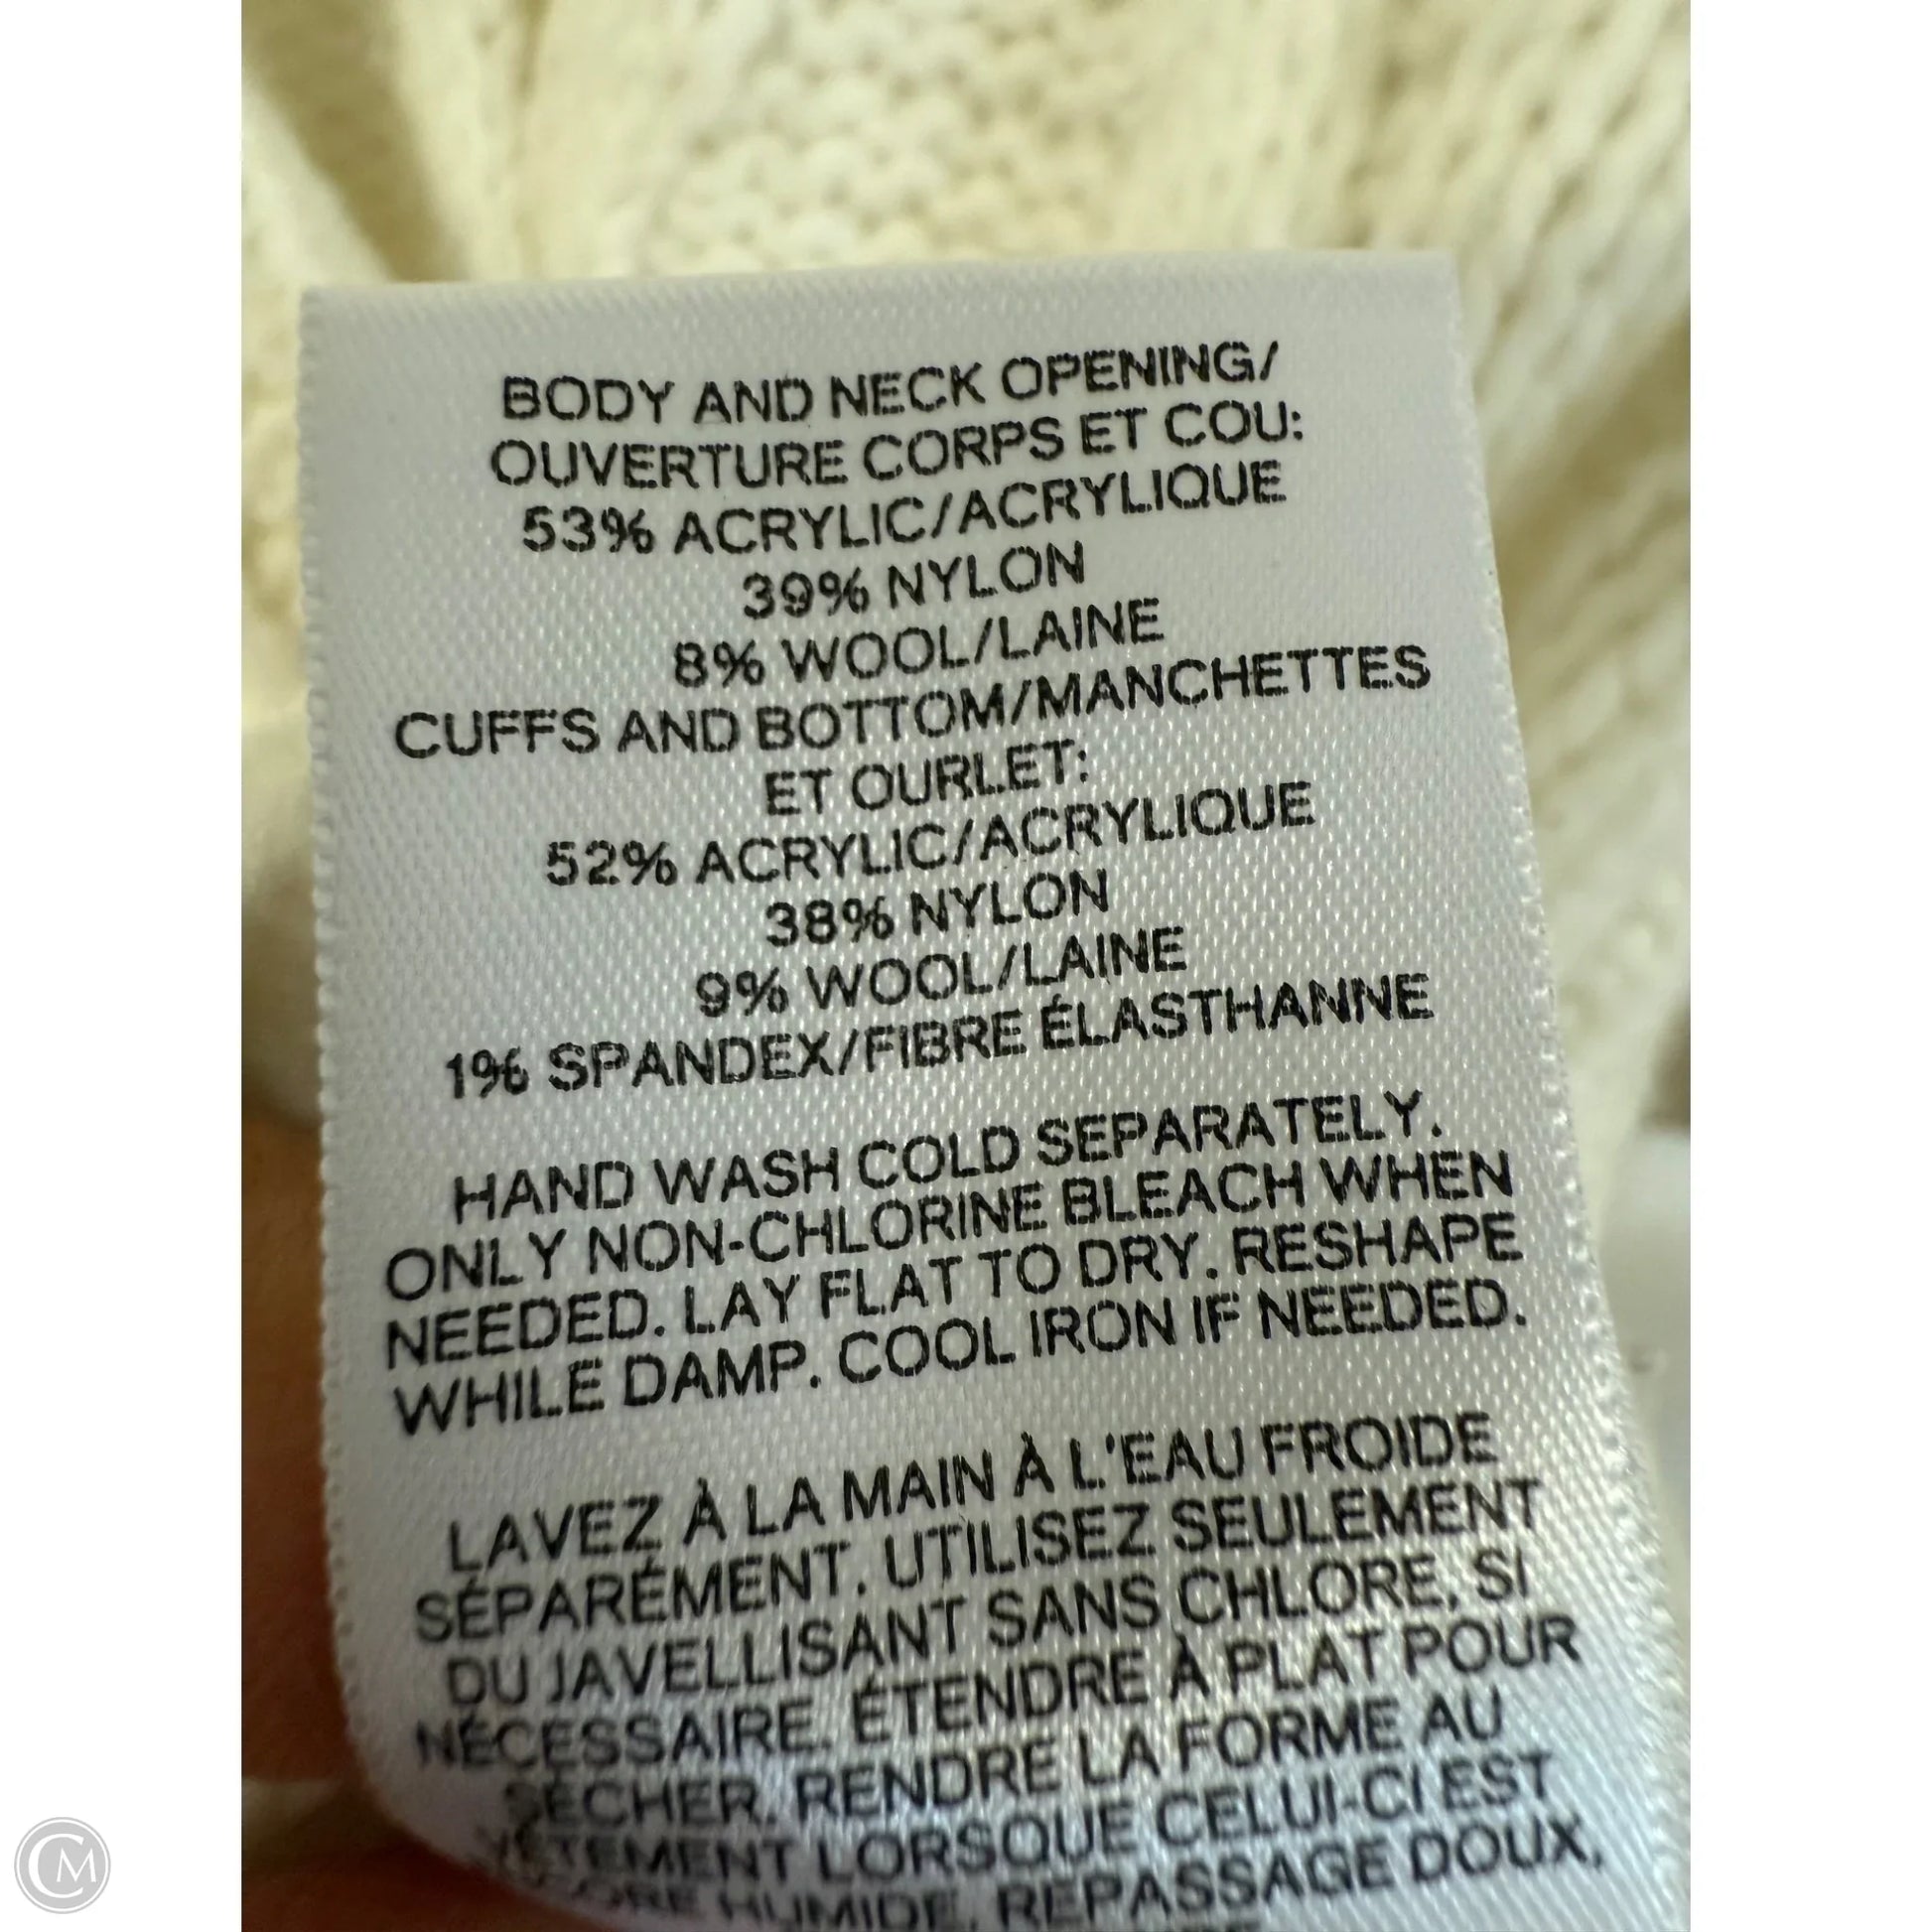 BODY AND NECK OPENING/
OUVERTURE CORPS ET COU:
53% ACRYLIC/ACRYLIQUE
39% NYLON
8% WOOL/LAINE
CUFFS AND BOTTOM/MANCHETTES
ET OURLET:
52% ACRYLIC/ACRYLIQUE
38% NYLON
9% WOOL/LAINE
1% SPANDEX/FIBRE ÉLASTHANNE
HAND WASH COLD SEPARATELY.
ONLY NON-CHLORINE BLEACH WHEN
NEEDED. LAY FLAT TO DRY. RESHAPE
WHILE DAMP. COOL IRON IF NEEDED.
LAVEZ À LA MAIN À L'EAU FROIDE
SÉPARÉMENT. UTILISEZ SEULEMENT
DU JAVELLISANT SANS CHLORE, SI
NÉCESSAIRE. ÉTENDRE À PLAT POUR
SÉCHER. RENDRE LA FORME AU
VÊTEMENT LORSQUE CELUI-CI EST
HUMIDE. REPASSAGE DOUX,
CM